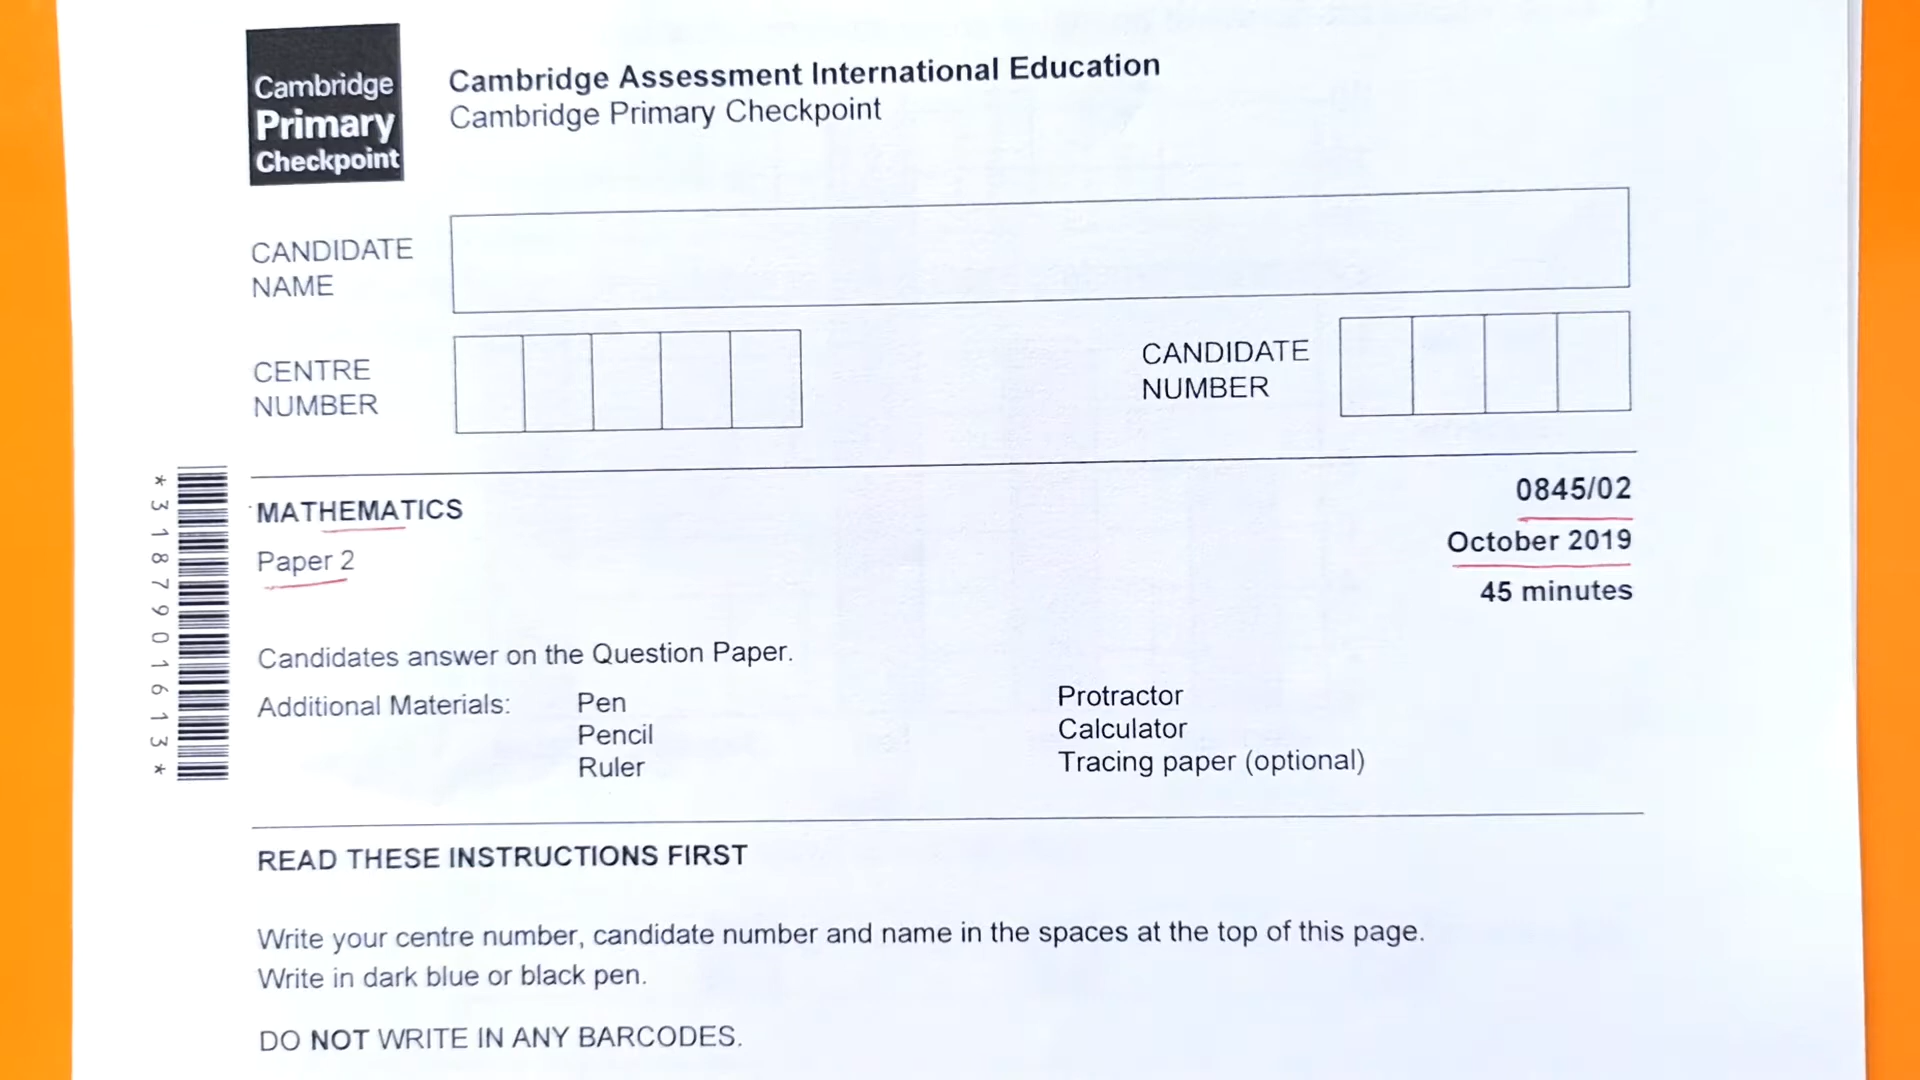 Cambridge
Primary
Checkpoint
Cambridge Assessment International Education
Cambridge Primary Checkpoint
CANDIDATE
NAME
CENTRE
NUMBER
CANDIDATE
NUMBER
*3187901613*
MATHEMATICS
0845/02
Paper 2
October 2019
45 minutes
Candidates answer on the Question Paper.
Additional Materials:
Pen
Pencil
Ruler
Protractor
Calculator
Tracing paper (optional)
READ THESE INSTRUCTIONS FIRST
Write your centre number, candidate number and name in the spaces at the top of this page.
Write in dark blue or black pen.
DO NOT WRITE IN ANY BARCODES.